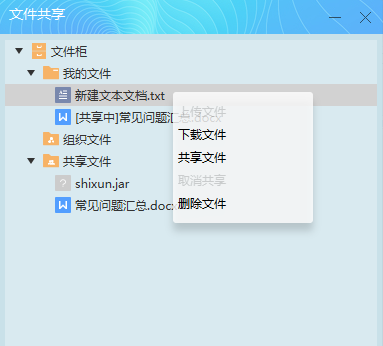 文件共享
文件柜
我的文件
新建文本文档.txt
[共享中]常见问题汇总.docx
组织文件
共享文件
shixun.jar
常见问题汇总.docx
上传文件
下载文件
共享文件
取消共享
删除文件